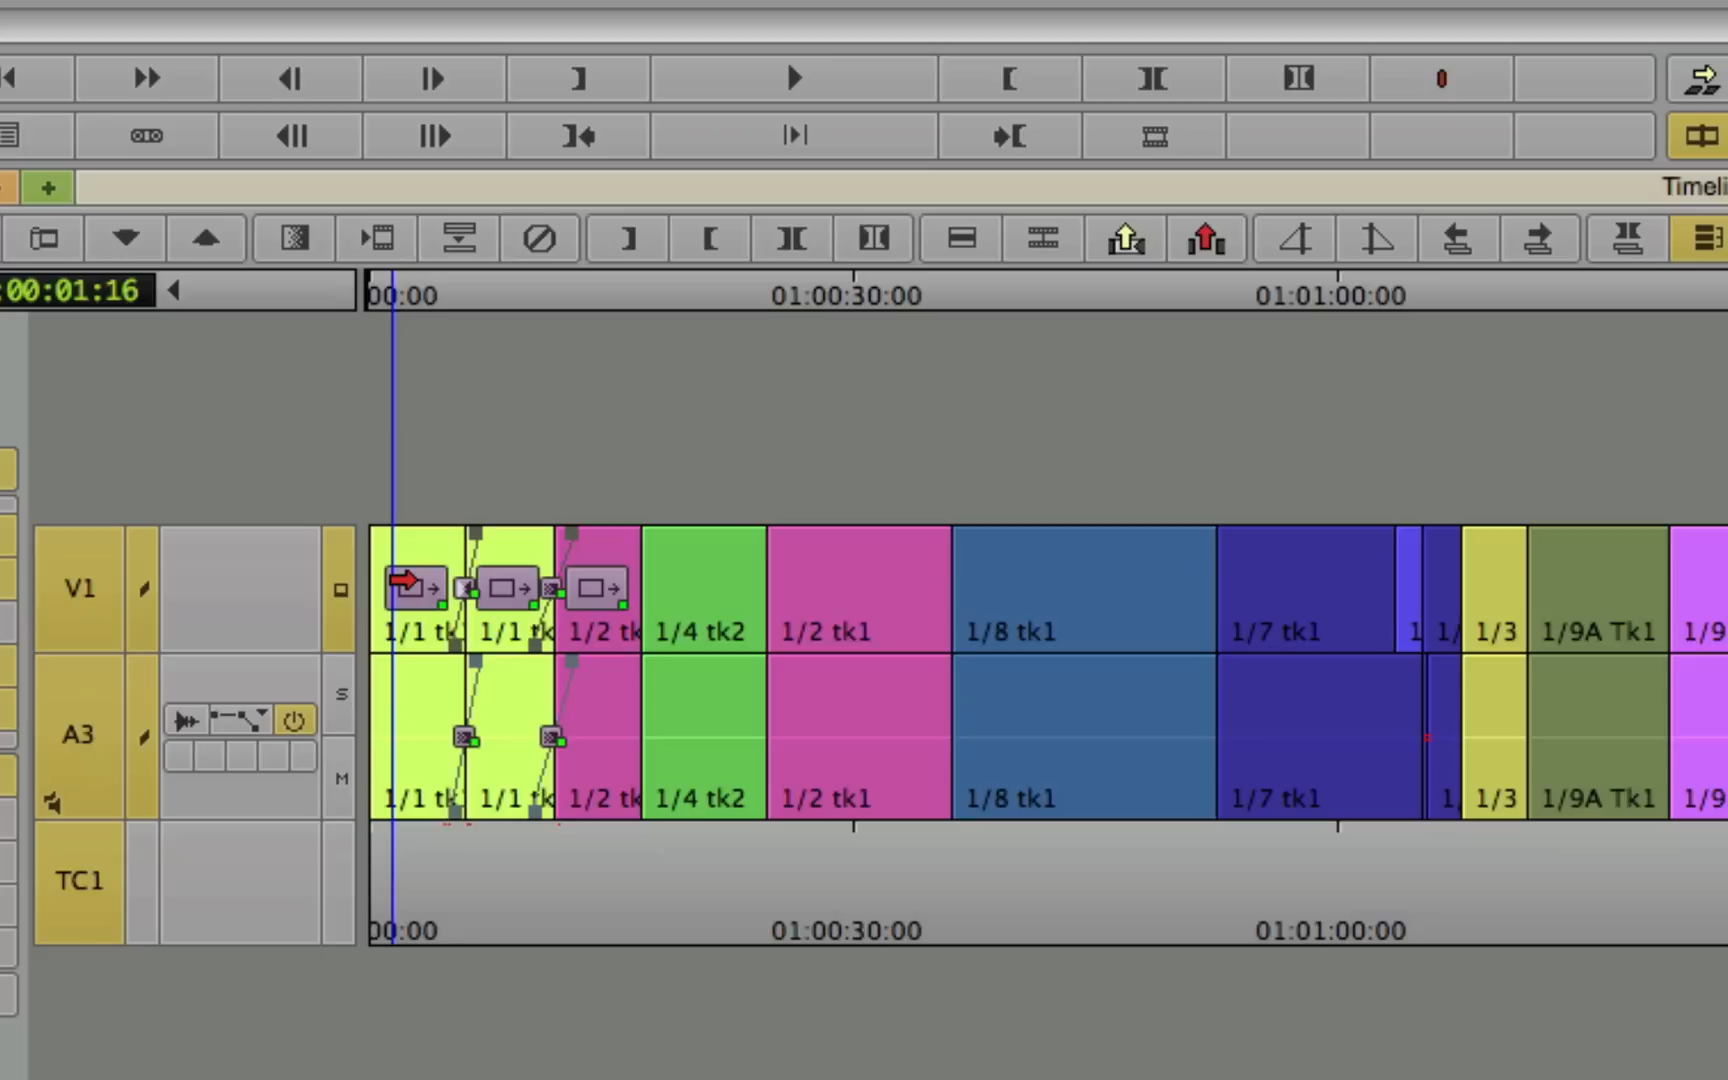 Timeli
:00:01:16
00:00 01:00:30:00 01:01:00:00
V1
1/1 tk 1/1 tk 1/2 tk 1/4 tk2 1/2 tk1 1/8 tk1 1/7 tk1 1 1/ 1/3 1/9A Tk1 1/9
S
A3
M
1/1 tk 1/1 tk 1/2 tk 1/4 tk2 1/2 tk1 1/8 tk1 1/7 tk1 1/ 1/3 1/9A Tk1 1/9
TC1
00:00 01:00:30:00 01:01:00:00